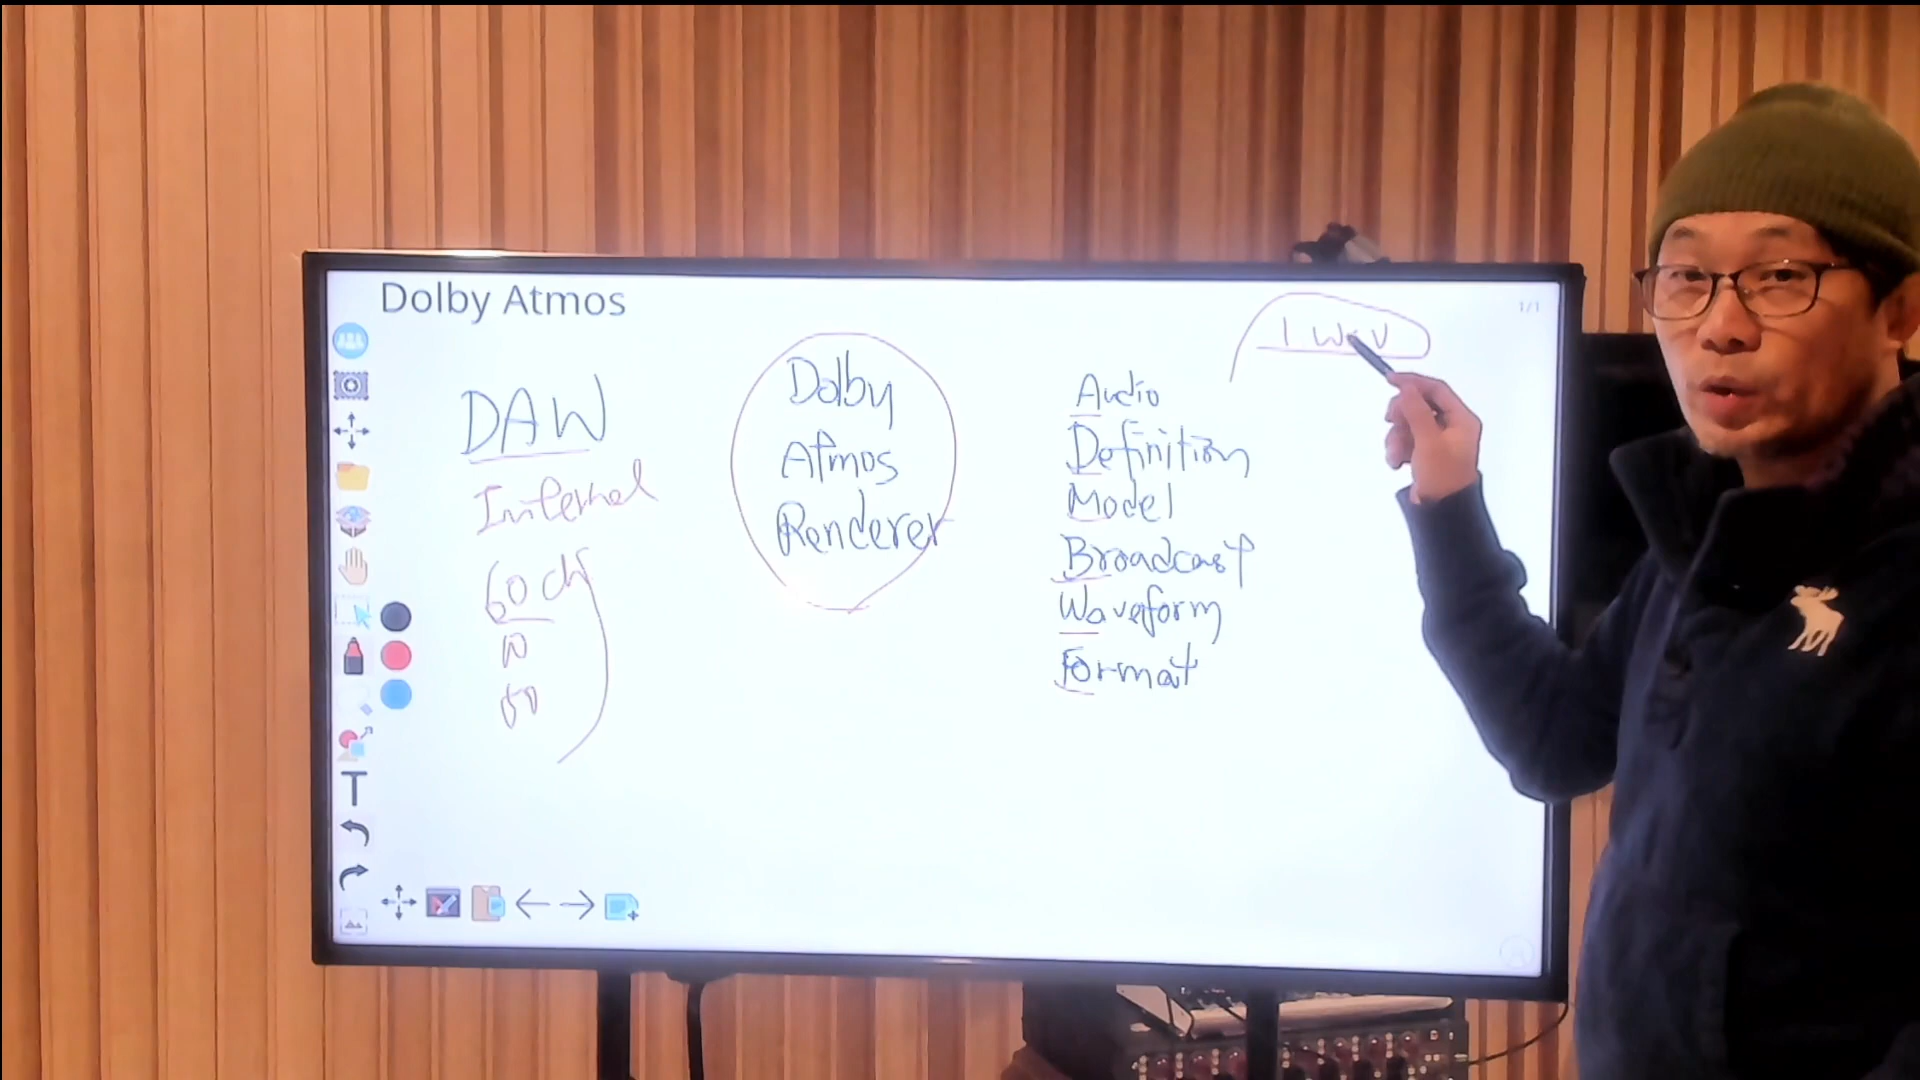 Dolby Atmos
1/1
DAW
Internal
60 ch
10
50
Dolby
Atmos
Renderer
1 wav
Audio
Definition
Model
Broadcast
Waveform
Format
T